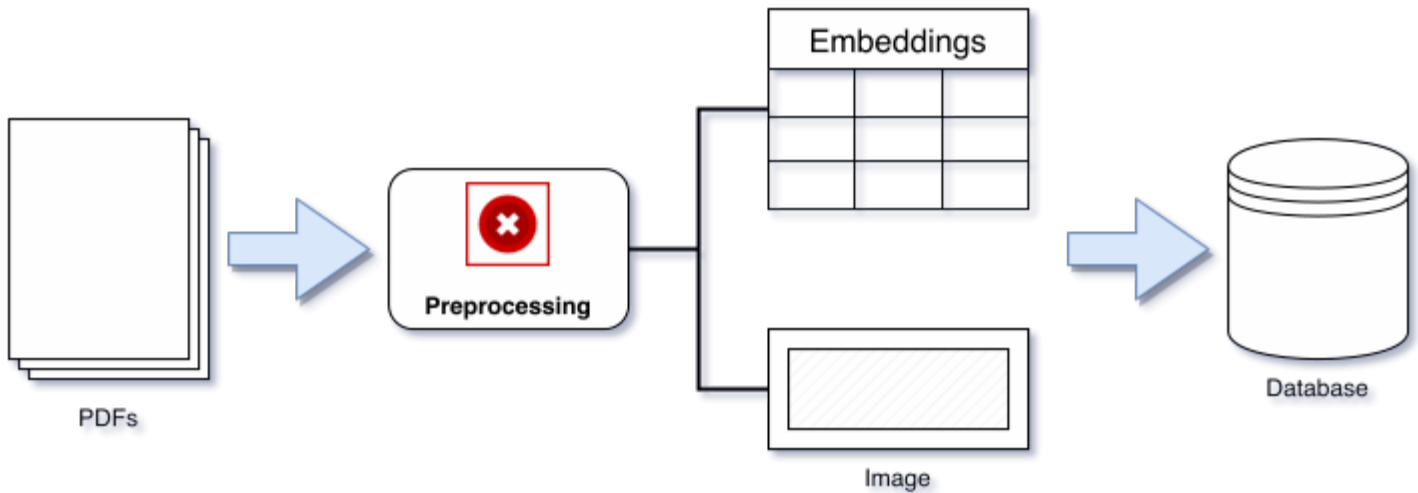 Embeddings
Preprocessing
PDFs
Database
Image